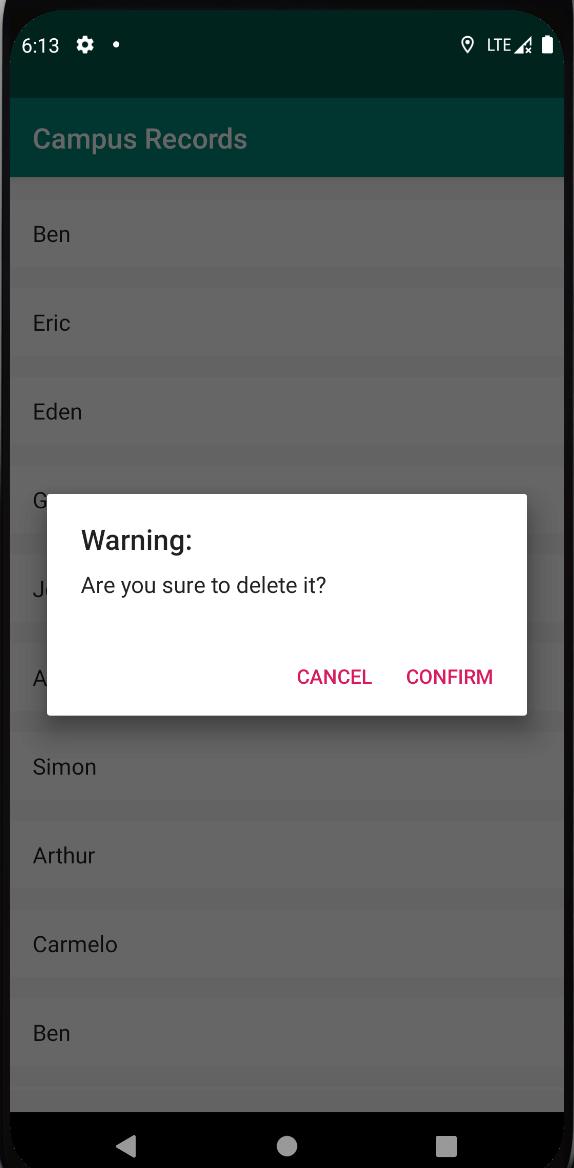 6:13
LTE
Campus Records
Ben
Eric
Eden
Warning:
Are you sure to delete it?
CANCEL CONFIRM
Simon
Arthur
Carmelo
Ben